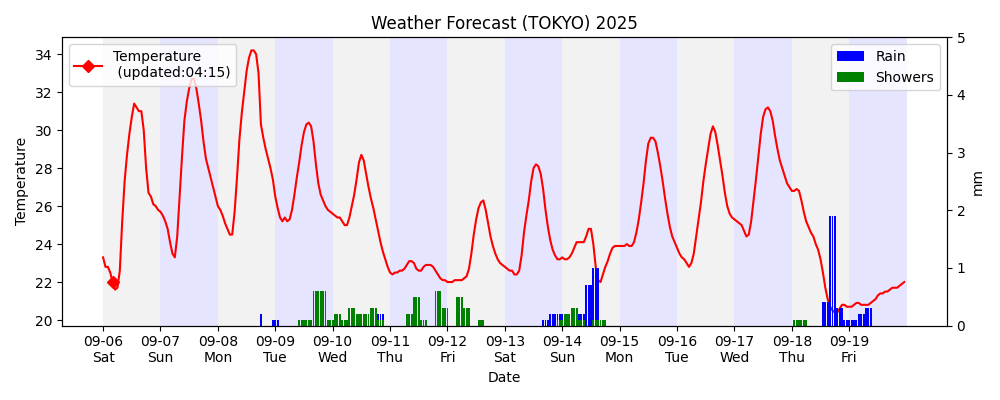 Weather Forecast (TOKYO) 2025
Temperature
(updated:04:15)
Rain
Showers
Temperature
34
32
30
28
26
24
22
20
5
4
3
2
1
0
mm
09-06 09-07 09-08 09-09 09-10 09-11 09-12 09-13 09-14 09-15 09-16 09-17 09-18 09-19
Sat Sun Mon Tue Wed Thu Fri Sat Sun Mon Tue Wed Thu Fri
Date